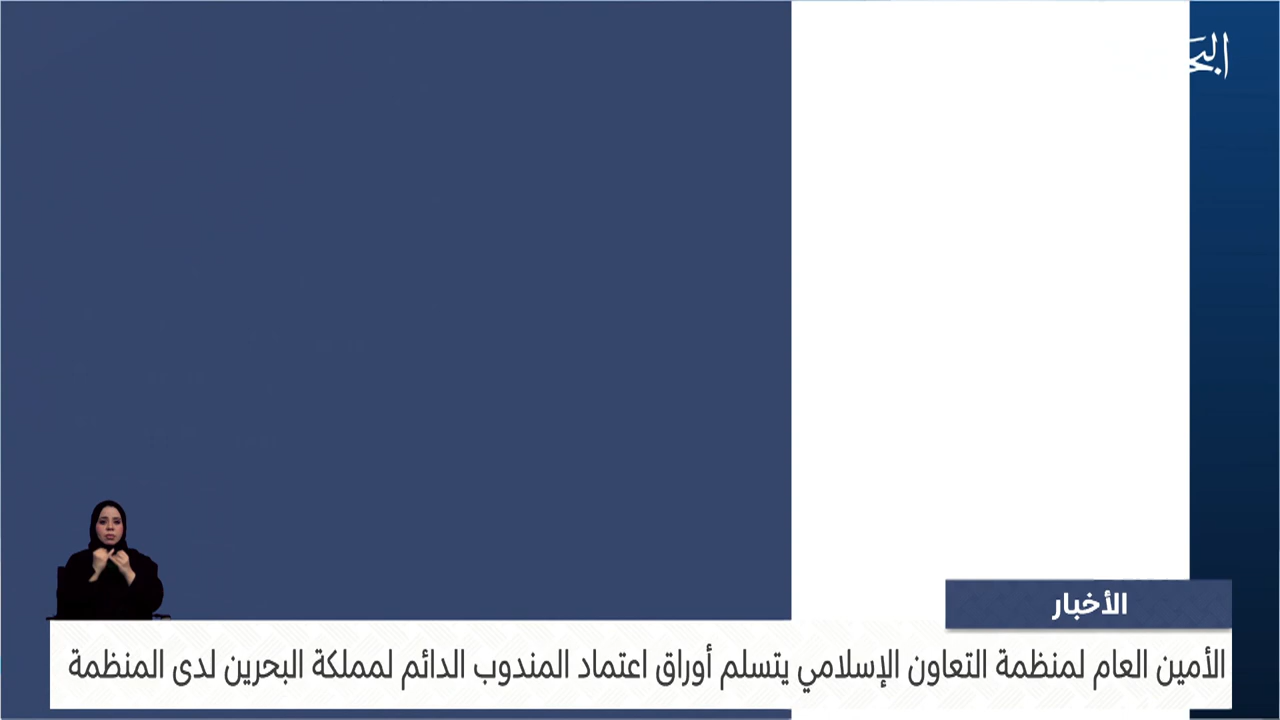 الأخبار
الأمين العام لمنظمة التعاون الإسلامي يتسلم أوراق اعتماد المندوب الدائم لمملكة البحرين لدى المنظمة